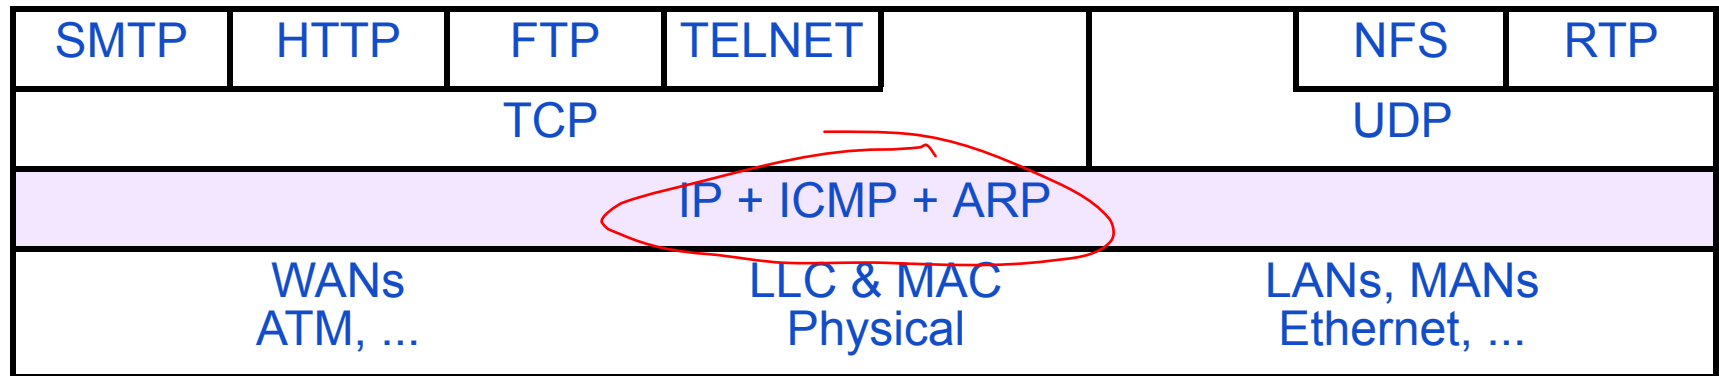 SMTP HTTP FTP TELNET NFS RTP
TCP UDP
IP + ICMP + ARP
WANs LLC & MAC LANs, MANs
ATM, ... Physical Ethernet, ...